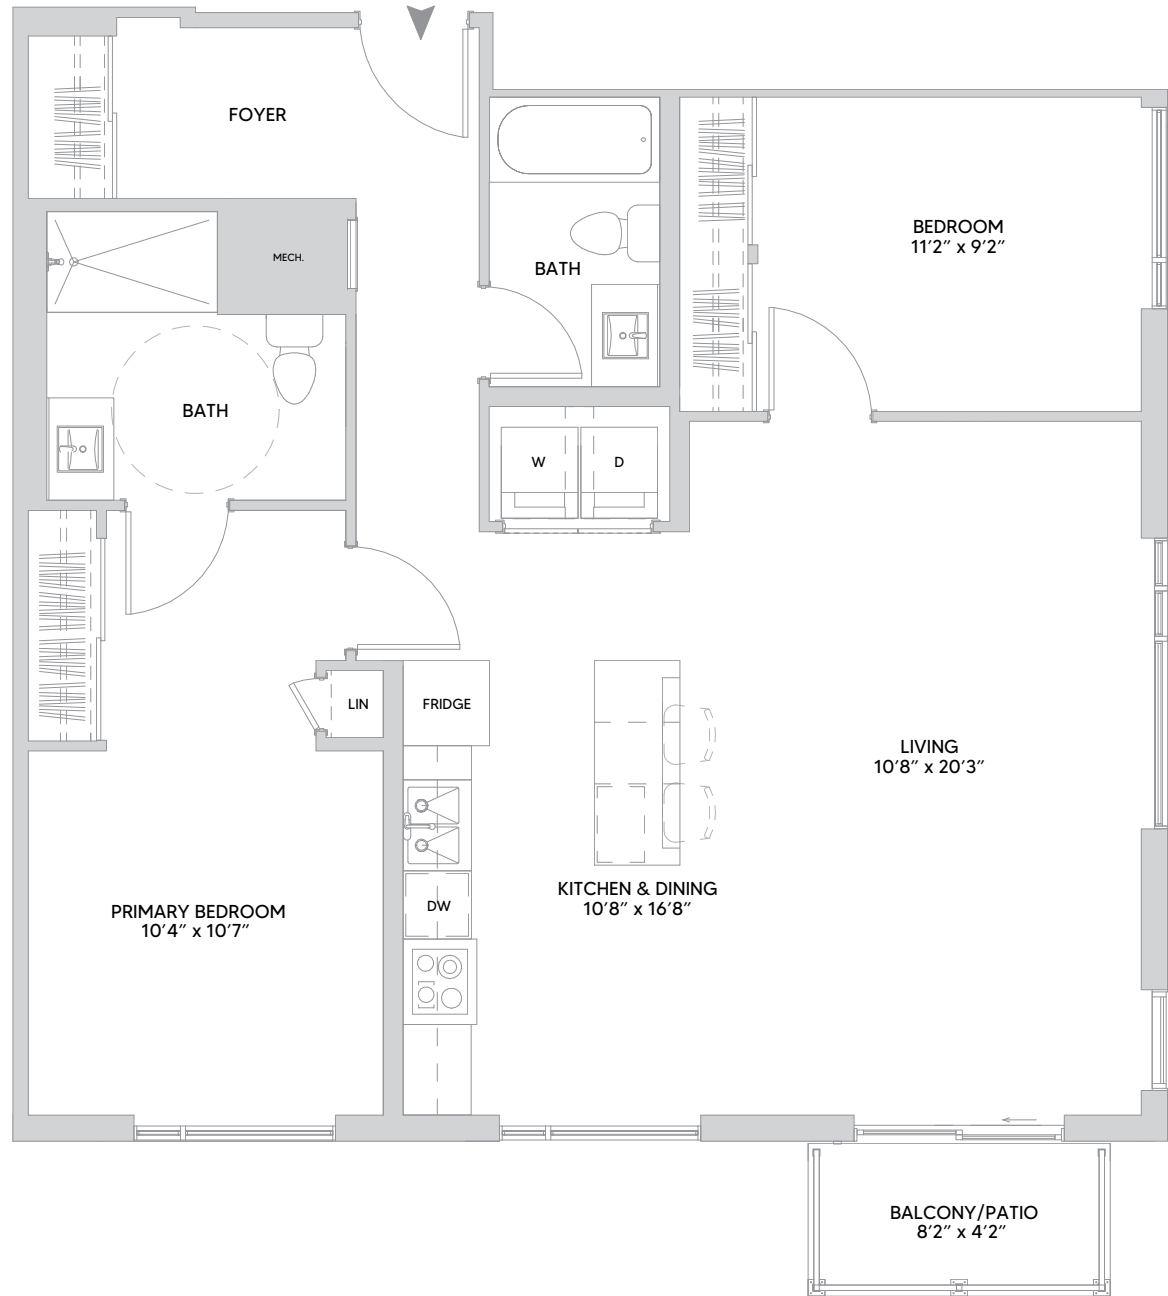 FOYER
BEDROOM
11’2” x 9’2”
MECH.
BATH
BATH
W
D
LIN
FRIDGE
LIVING
10’8” x 20’3”
KITCHEN & DINING
10’8” x 16’8”
DW
PRIMARY BEDROOM
10’4” x 10’7”
BALCONY/PATIO
8’2” x 4’2”